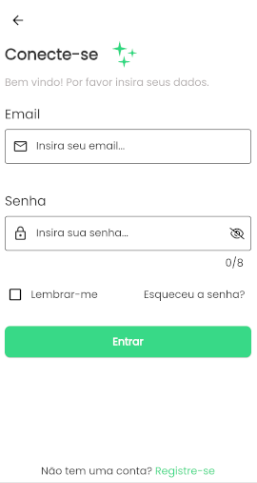 Conecte-se
Bem vindo! Por favor insira seus dados.
Email
Insira seu email...
Senha
Insira sua senha...
0/8
Lembrar-me Esqueceu a senha?
Entrar
Não tem uma conta? Registre-se